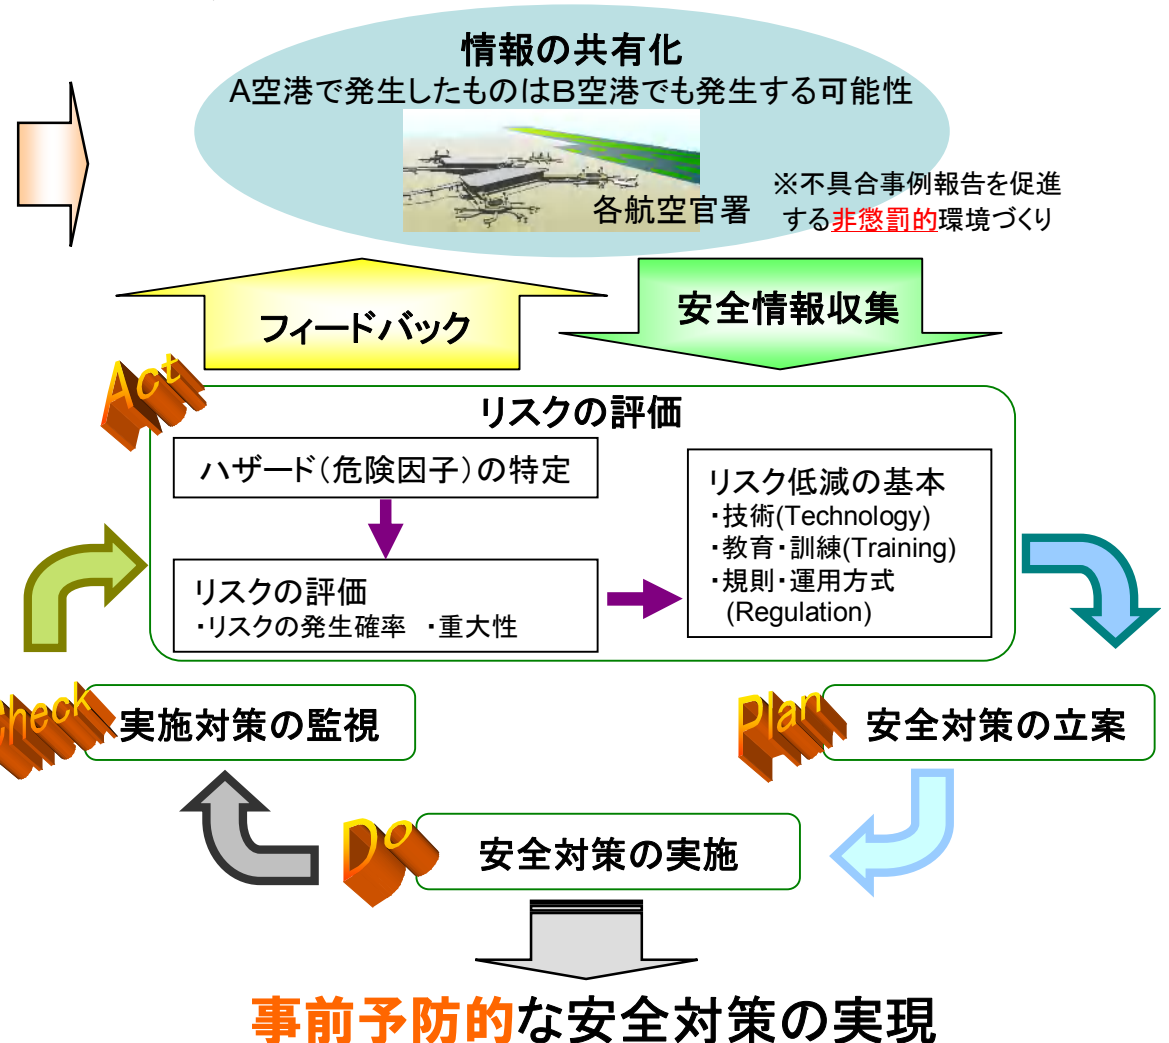 情報の共有化
A空港で発生したものはB空港でも発生する可能性
各航空官署
※不具合事例報告を促進
する非懲罰的環境づくり
フィードバック
安全情報収集
Act
リスクの評価
ハザード(危険因子)の特定
リスクの評価
・リスクの発生確率 ・重大性
リスク低減の基本
・技術(Technology)
・教育・訓練(Training)
・規則・運用方式
(Regulation)
Check
実施対策の監視
Plan
安全対策の立案
Do
安全対策の実施
事前予防的な安全対策の実現